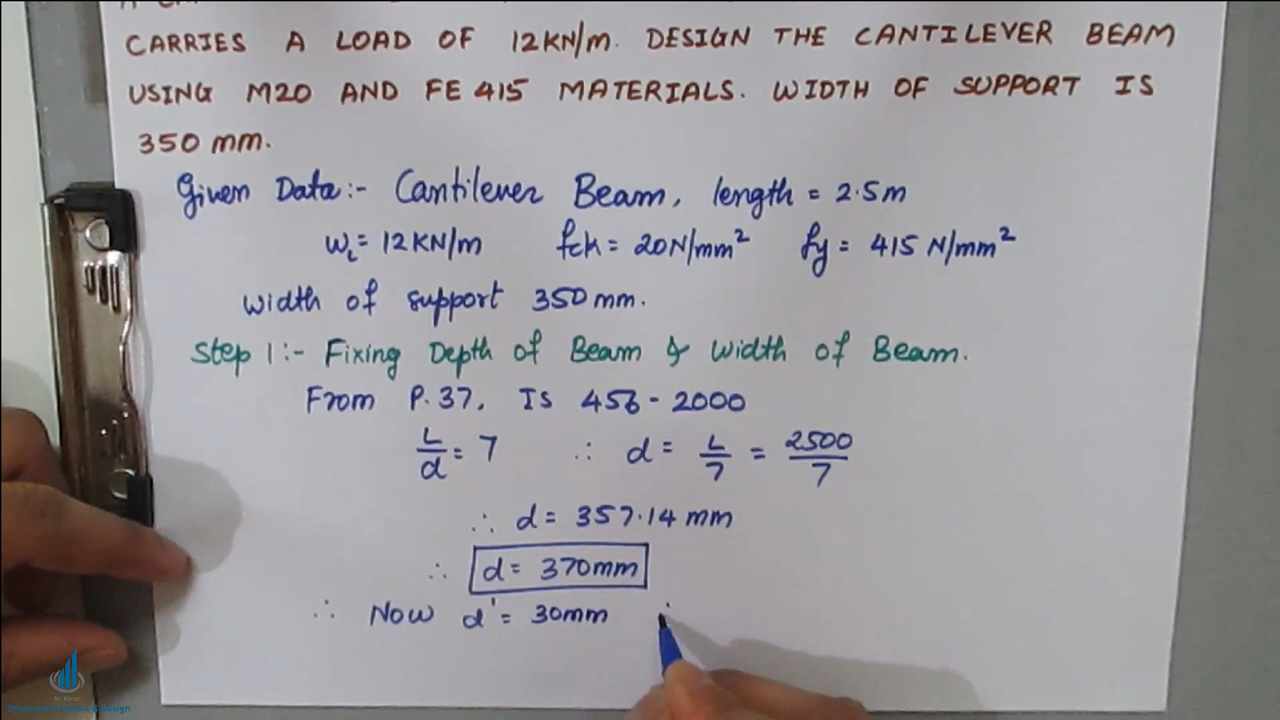 CARRIES A LOAD OF 12KN/m. DESIGN THE CANTILEVER BEAM
USING M20 AND FE 415 MATERIALS. WIDTH OF SUPPORT IS
350 mm.
Given Data:- Cantilever Beam, length = 2.5m
wL = 12KN/m fck = 20N/mm² fy = 415 N/mm²
width of support 350mm.
Step 1:- Fixing Depth of Beam & Width of Beam.
From P.37, IS 456-2000
L/d = 7 ∴ d = L/7 = 2500/7
∴ d = 357.14 mm
∴ d = 370mm
∴ Now d' = 30mm
Structural Analysis & Design